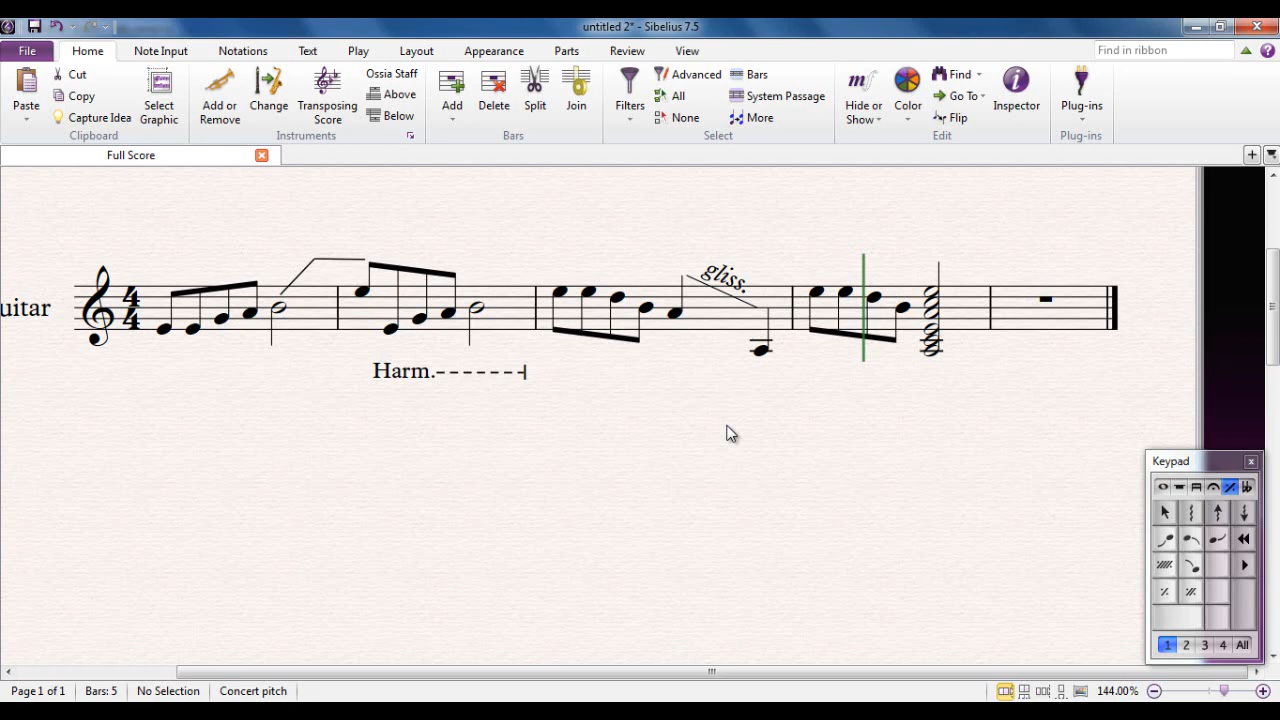 untitled 2* - Sibelius 7.5
File Home Note Input Notations Text Play Layout Appearance Parts Review View Find in ribbon
Paste Cut Copy Capture Idea Select Graphic Clipboard
Add or Remove Change Transposing Score Ossia Staff Above Below Instruments
Add Delete Split Join Bars
Filters Advanced All None Bars System Passage More Select
Hide or Show Color Find Go To Flip Inspector Edit
Plug-ins Plug-ins
Full Score
uitar
4
4
gliss.
Harm.
Keypad
1 2 3 4 All
Page 1 of 1 Bars: 5 No Selection Concert pitch 144.00%